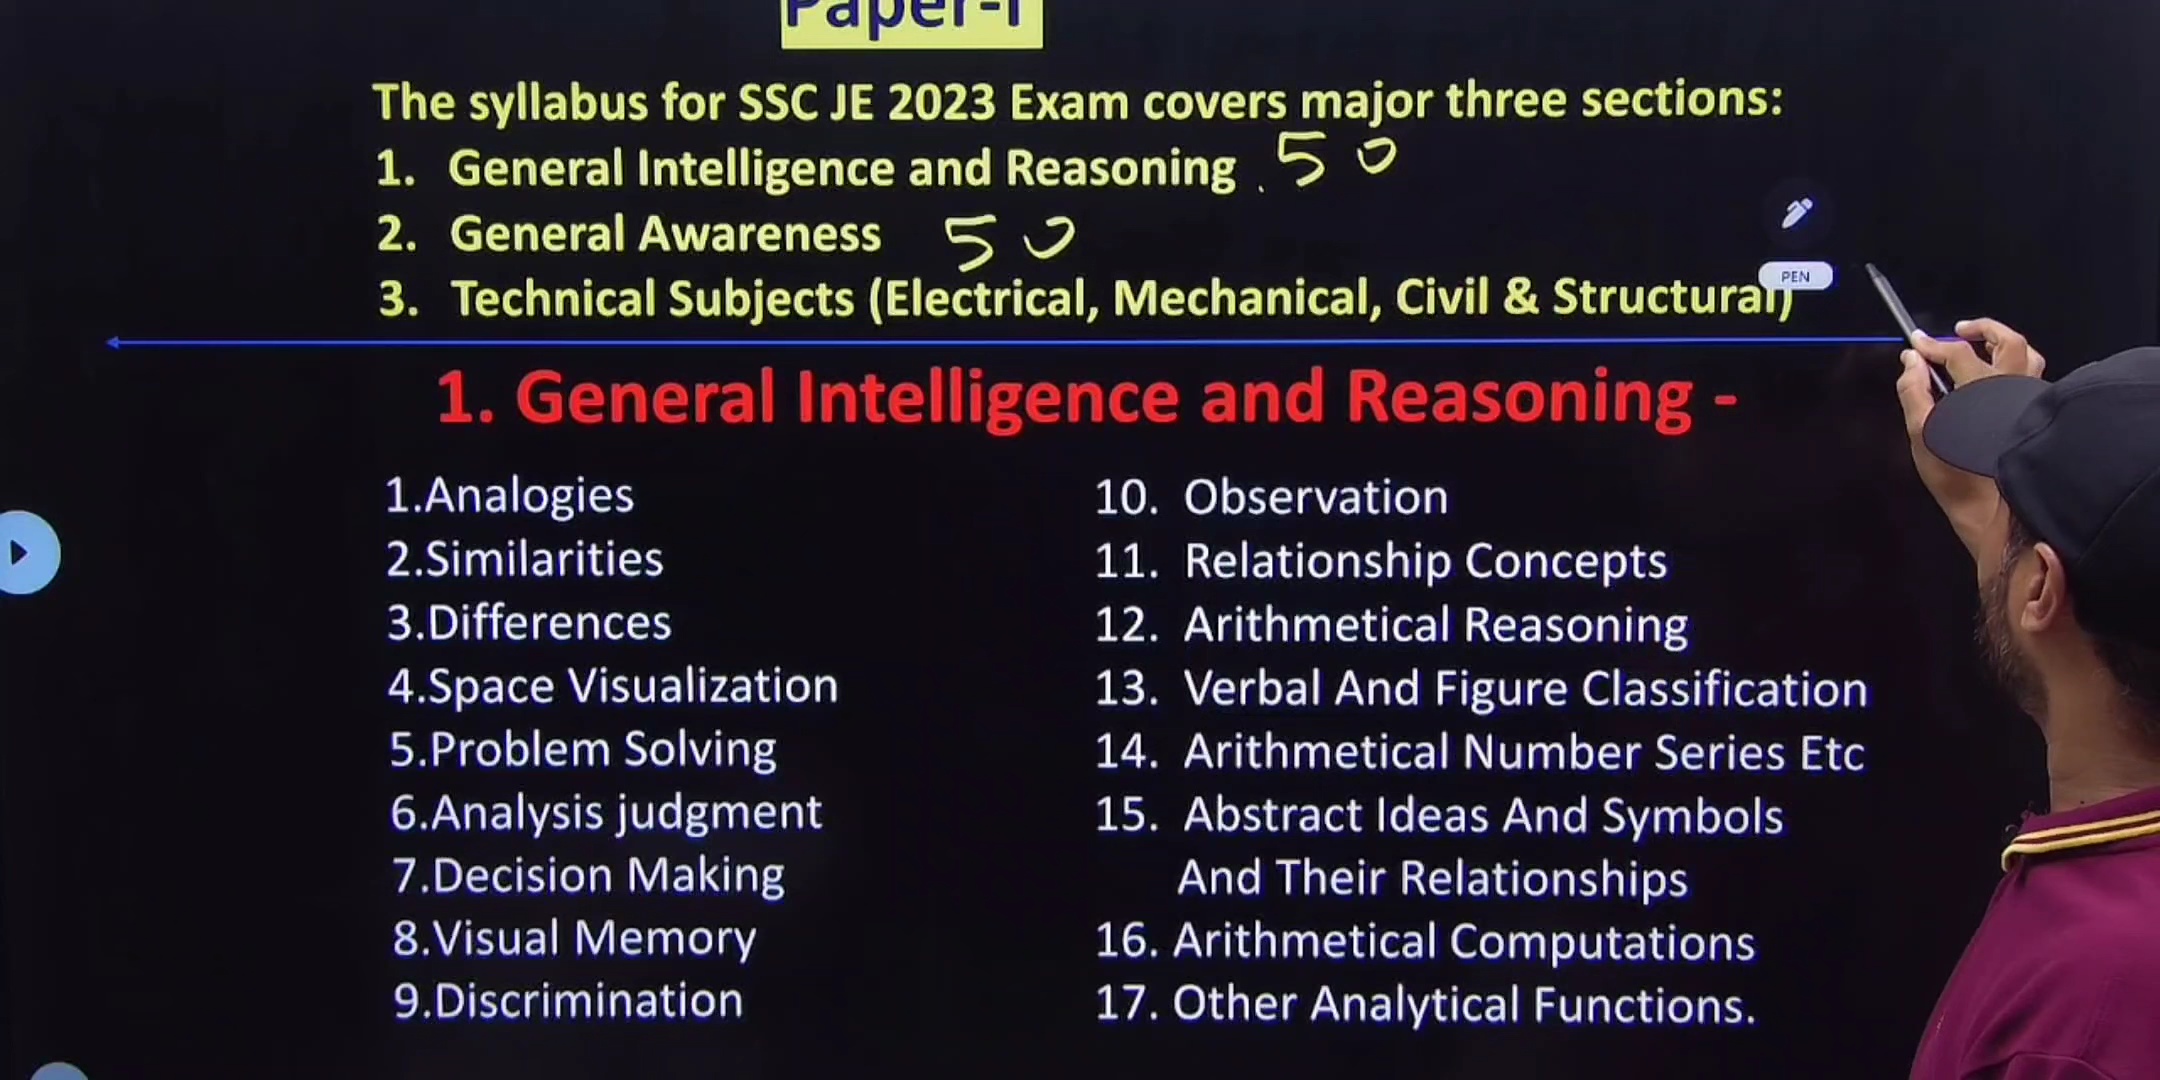 Paper-I
The syllabus for SSC JE 2023 Exam covers major three sections:
1. General Intelligence and Reasoning 50
2. General Awareness 50
3. Technical Subjects (Electrical, Mechanical, Civil & Structural)
PEN
1. General Intelligence and Reasoning -
1.Analogies
2.Similarities
3.Differences
4.Space Visualization
5.Problem Solving
6.Analysis judgment
7.Decision Making
8.Visual Memory
9.Discrimination
10. Observation
11. Relationship Concepts
12. Arithmetical Reasoning
13. Verbal And Figure Classification
14. Arithmetical Number Series Etc
15. Abstract Ideas And Symbols
And Their Relationships
16. Arithmetical Computations
17. Other Analytical Functions.